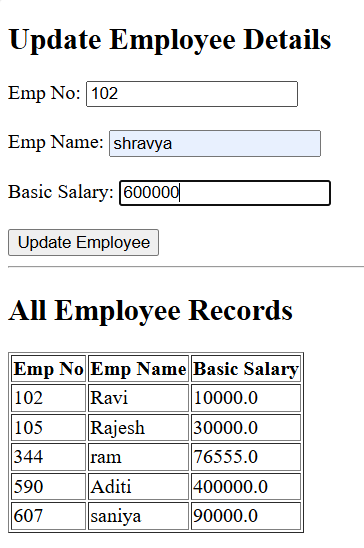 Update Employee Details
Emp No: 102
Emp Name: shravya
Basic Salary: 600000
Update Employee
All Employee Records
Emp No Emp Name Basic Salary
102 Ravi 10000.0
105 Rajesh 30000.0
344 ram 76555.0
590 Aditi 400000.0
607 saniya 90000.0